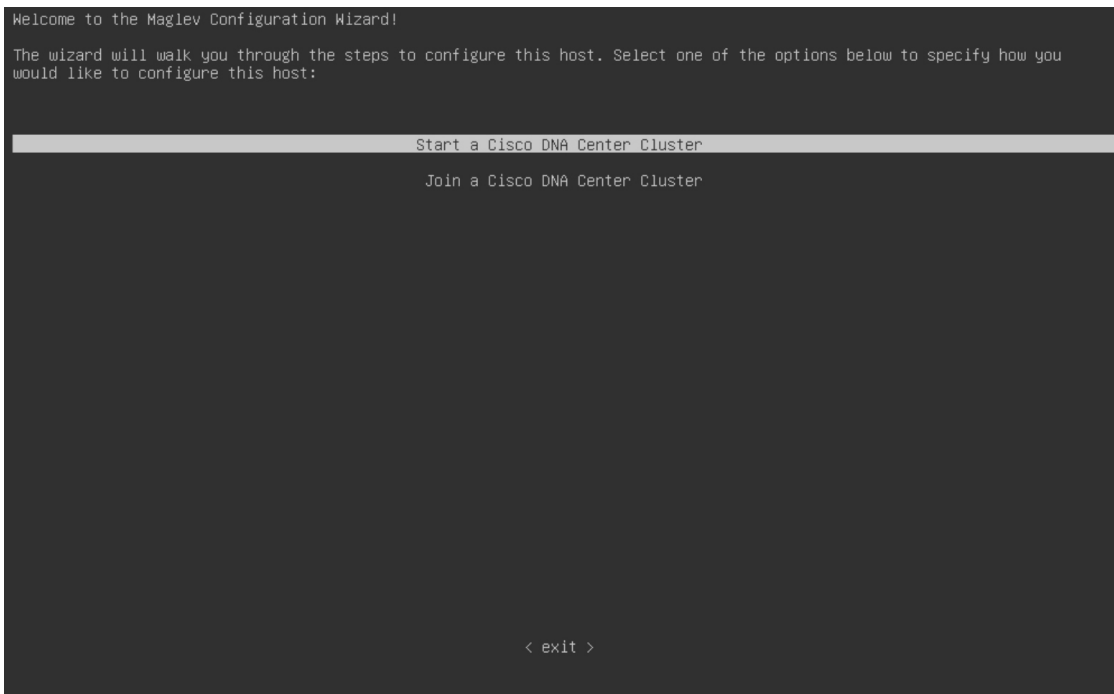 Welcome to the Maglev Configuration Wizard!
The wizard will walk you through the steps to configure this host. Select one of the options below to specify how you
would like to configure this host:
Start a Cisco DNA Center Cluster
Join a Cisco DNA Center Cluster
< exit >